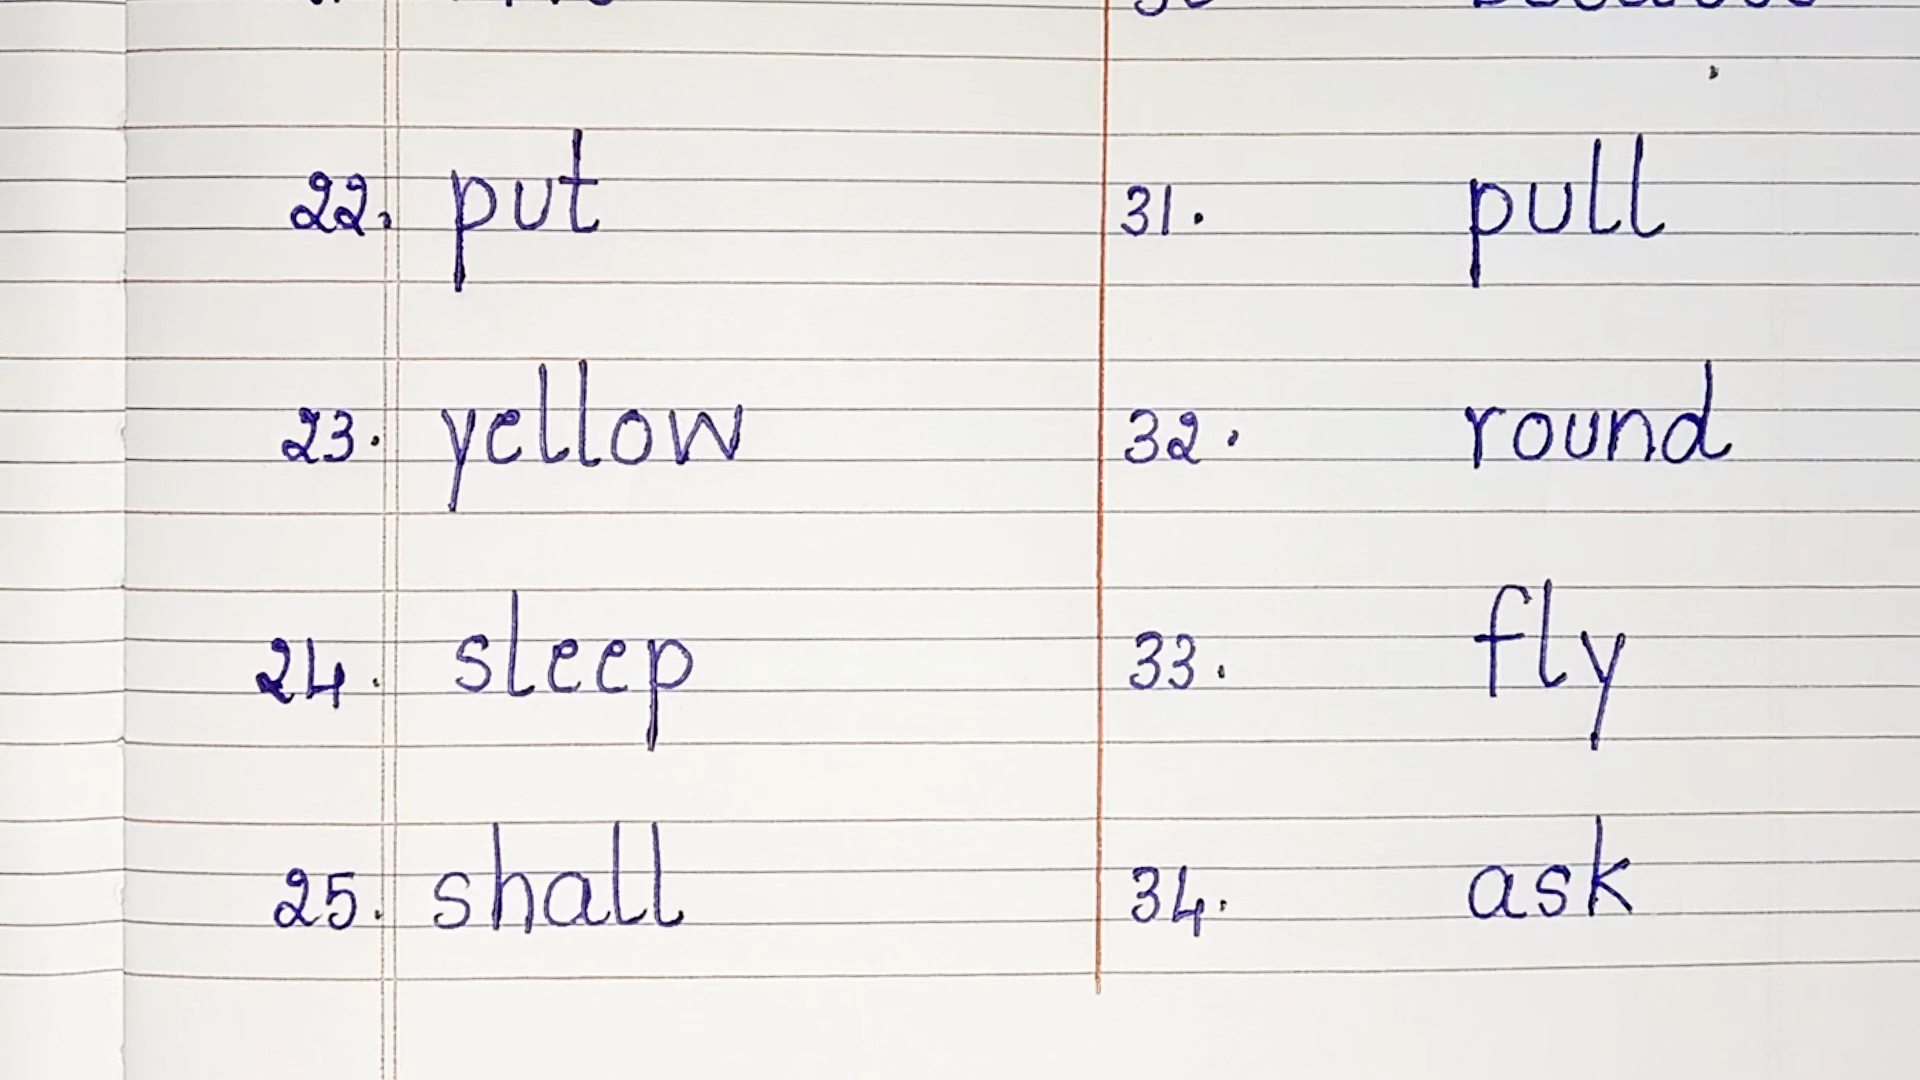 22. put
23. yellow
24. sleep
25. shall
31. pull
32. round
33. fly
34. ask